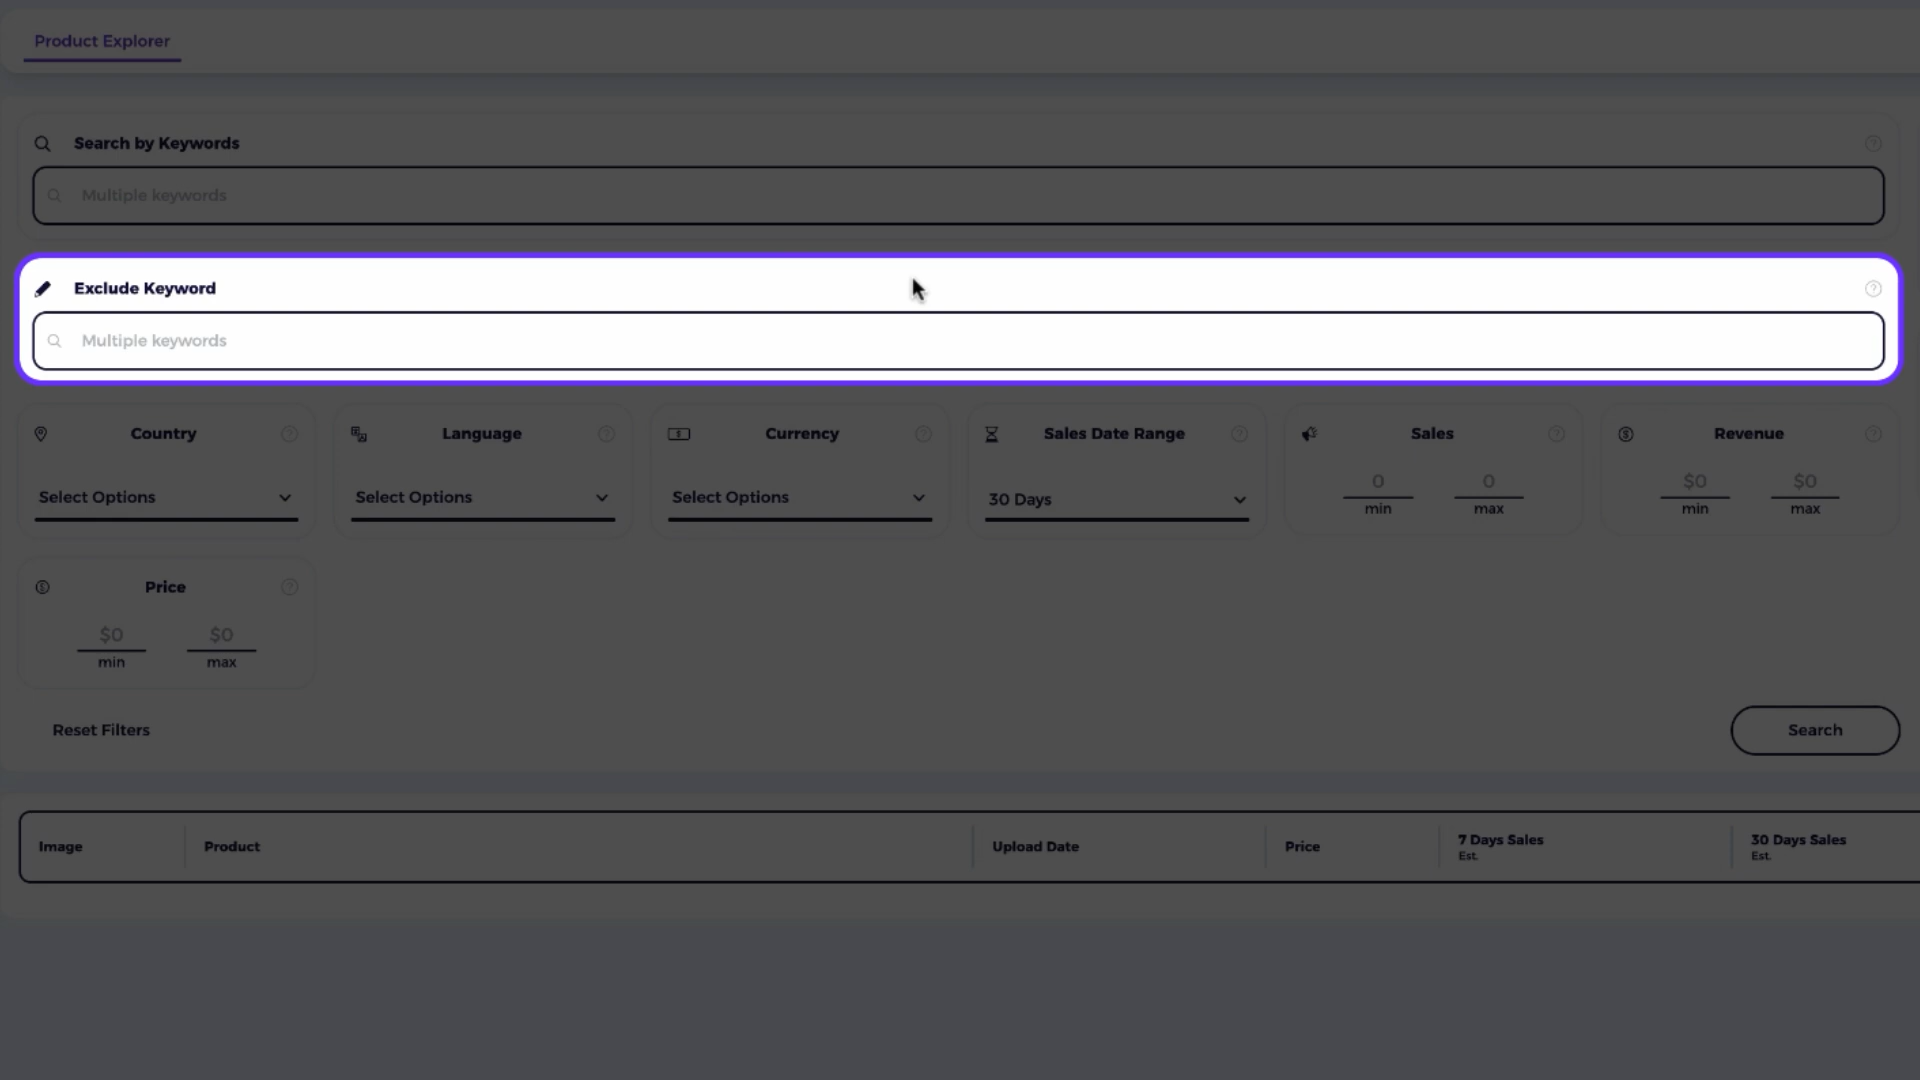 Product Explorer
Search by Keywords
Multiple keywords
Exclude Keyword
Multiple keywords
Country
Select Options
Language
Select Options
Currency
Select Options
Sales Date Range
30 Days
Sales
0 0
min max
Revenue
$0 $0
min max
Price
$0 $0
min max
Reset Filters
Search
Image Product Upload Date Price 7 Days Sales 30 Days Sales
Est. Est.